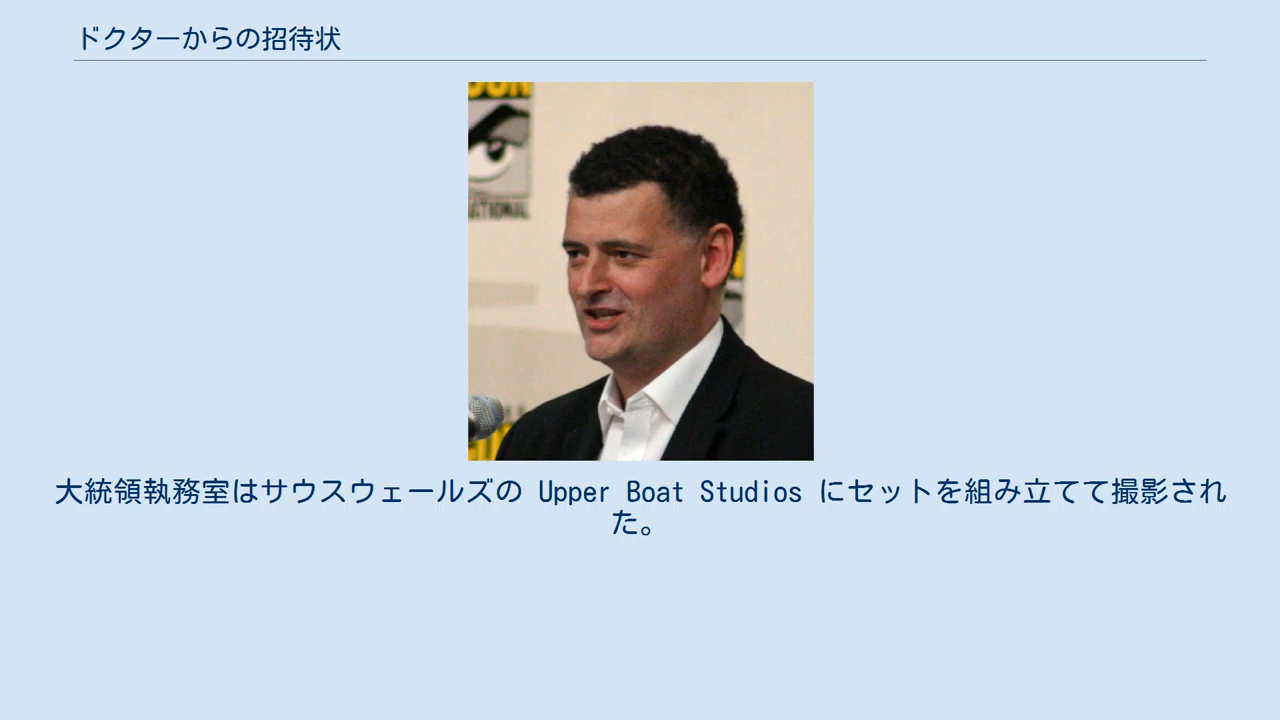 ドクターからの招待状
CON
ATIONAL
大統領執務室はサウスウェールズの Upper Boat Studios にセットを組み立てて撮影され
た。